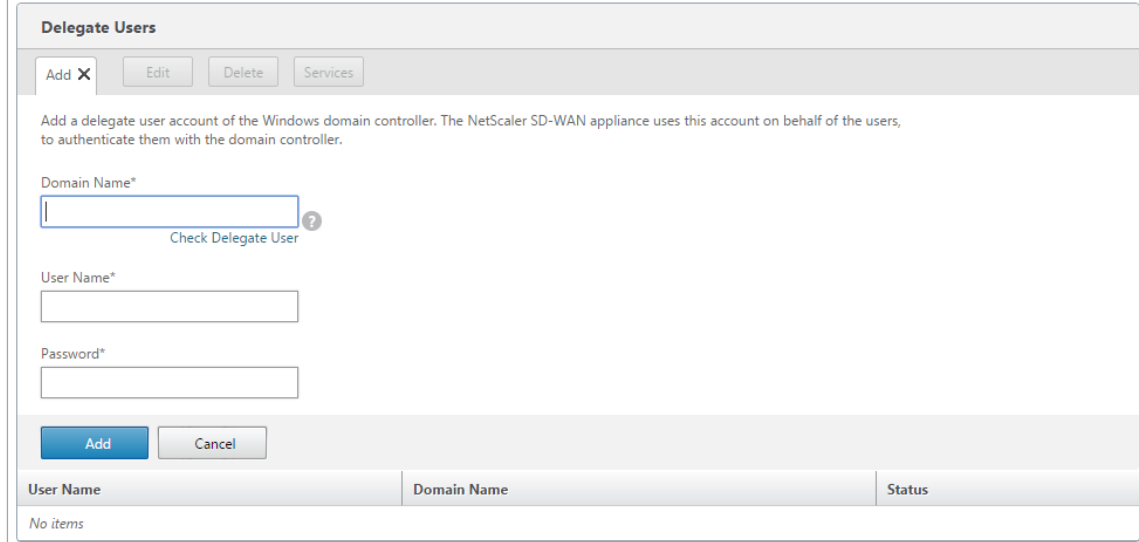 Delegate Users
Add Edit Delete Services
Add a delegate user account of the Windows domain controller. The NetScaler SD-WAN appliance uses this account on behalf of the users,
to authenticate them with the domain controller.
Domain Name*
?
Check Delegate User
User Name*
Password*
Add Cancel
User Name Domain Name Status
No items